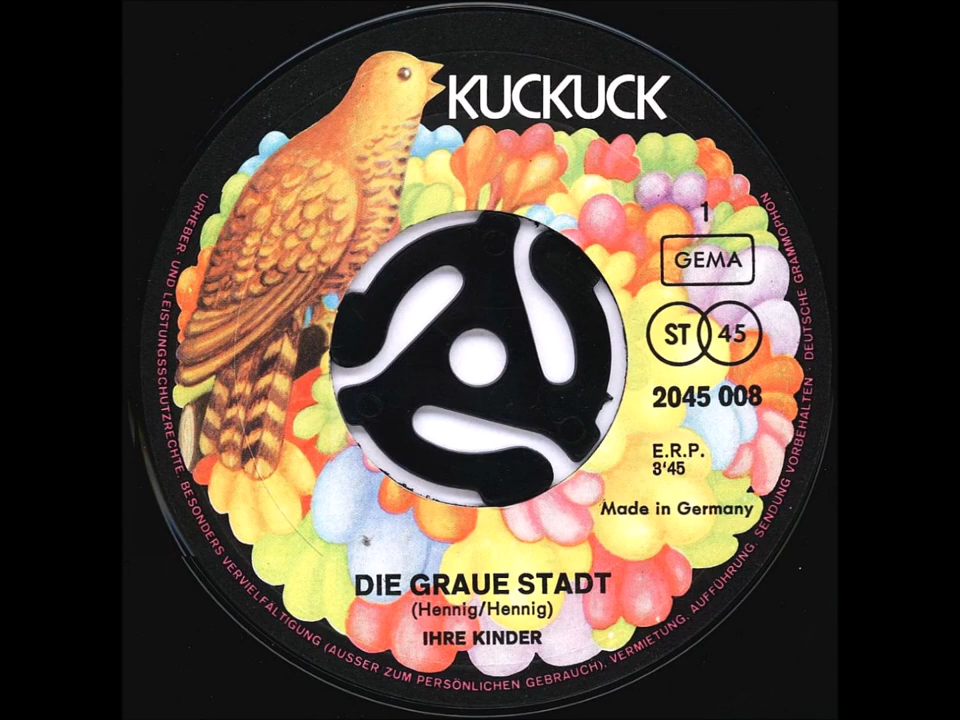 KUCKUCK
1
GEMA
ST 45
2045 008
E.R.P.
3'45
Made in Germany
DIE GRAUE STADT
(Hennig/Hennig)
IHRE KINDER
URHEBER- UND LEISTUNGSSCHUTZRECHTE, BESONDERS VERVIELFÄLTIGUNG (AUSSER ZUM PERSÖNLICHEN GEBRAUCH), VERMIETUNG, AUFFÜHRUNG, SENDUNG VORBEHALTEN DEUTSCHE GRAMMOPHON